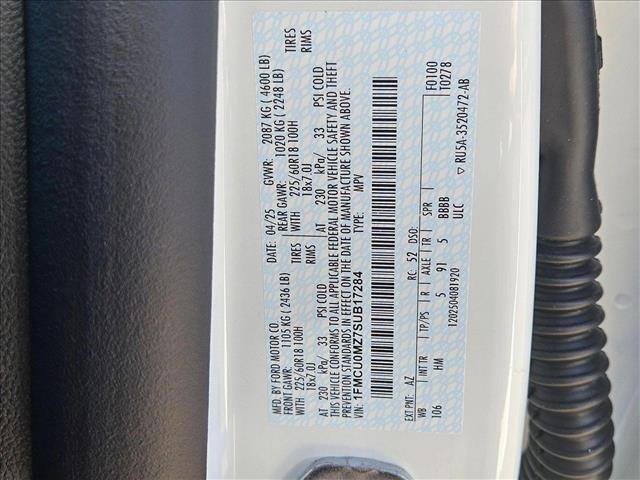 MFD. BY FORD MOTOR CO.
DATE: 04/25 GVWR: 2087 KG ( 4600 LB)
FRONT GAWR: 1105 KG ( 2436 LB) REAR GAWR: 1020 KG ( 2248 LB)
WITH 225/60R18 100H TIRES WITH 225/60R18 100H TIRES
18x7.0J RIMS 18x7.0J RIMS
AT 230 kPa/ 33 PSI COLD AT 230 kPa/ 33 PSI COLD
THIS VEHICLE CONFORMS TO ALL APPLICABLE FEDERAL MOTOR VEHICLE SAFETY AND THEFT
PREVENTION STANDARDS IN EFFECT ON THE DATE OF MANUFACTURE SHOWN ABOVE.
VIN: 1FMCU0MZ7SUB17284 TYPE: MPV
F0100
T0278
EXT PNT: AZ RC: 52 DSO:
WB INT TR TP/PS R AXLE TR SPR
106 HM 5 91 5 BBBB
ULC
1202504081920 ▽ RU5A-3520472-AB